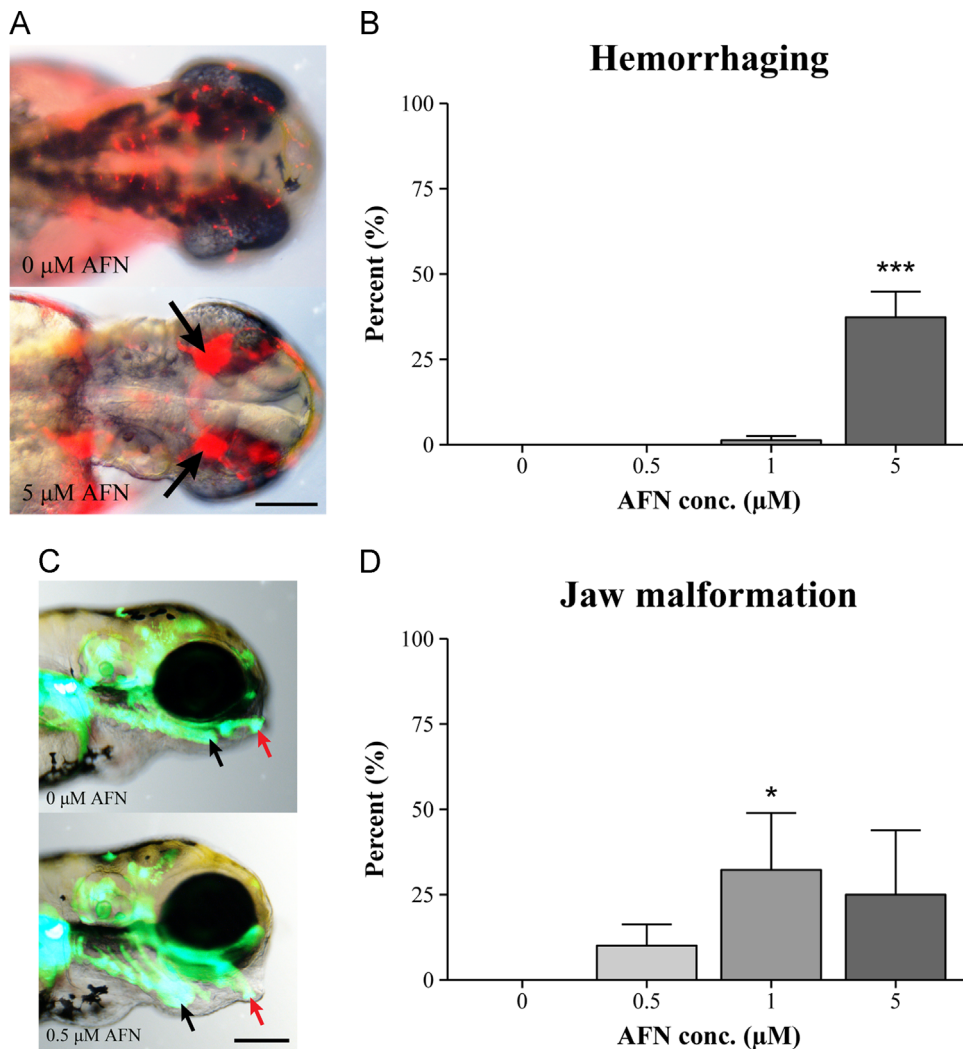 A
0 µM AFN
5 µM AFN
B
Hemorrhaging
Percent (%)
100
75
50
25
0
***
0 0.5 1 5
AFN conc. (µM)
C
0 µM AFN
0.5 µM AFN
D
Jaw malformation
Percent (%)
100
75
50
25
0
*
0 0.5 1 5
AFN conc. (µM)